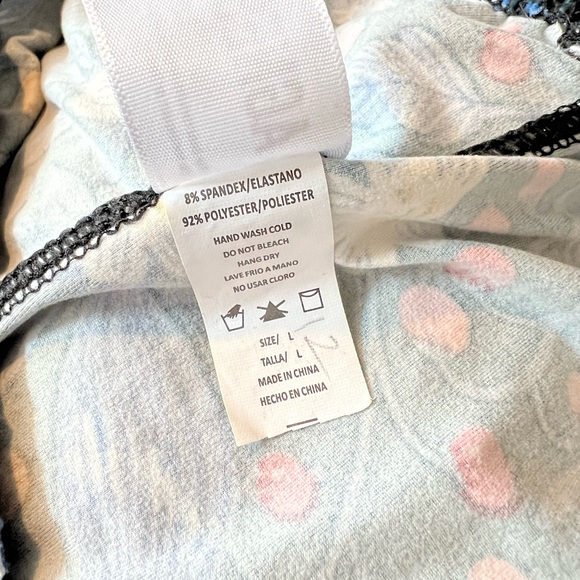 8% SPANDEX/ELASTANO
92% POLYESTER/POLIESTER
HAND WASH COLD
DO NOT BLEACH
HANG DRY
LAVE FRIO A MANO
NO USAR CLORO
SIZE/ L
TALLA/ L
MADE IN CHINA
HECHO EN CHINA